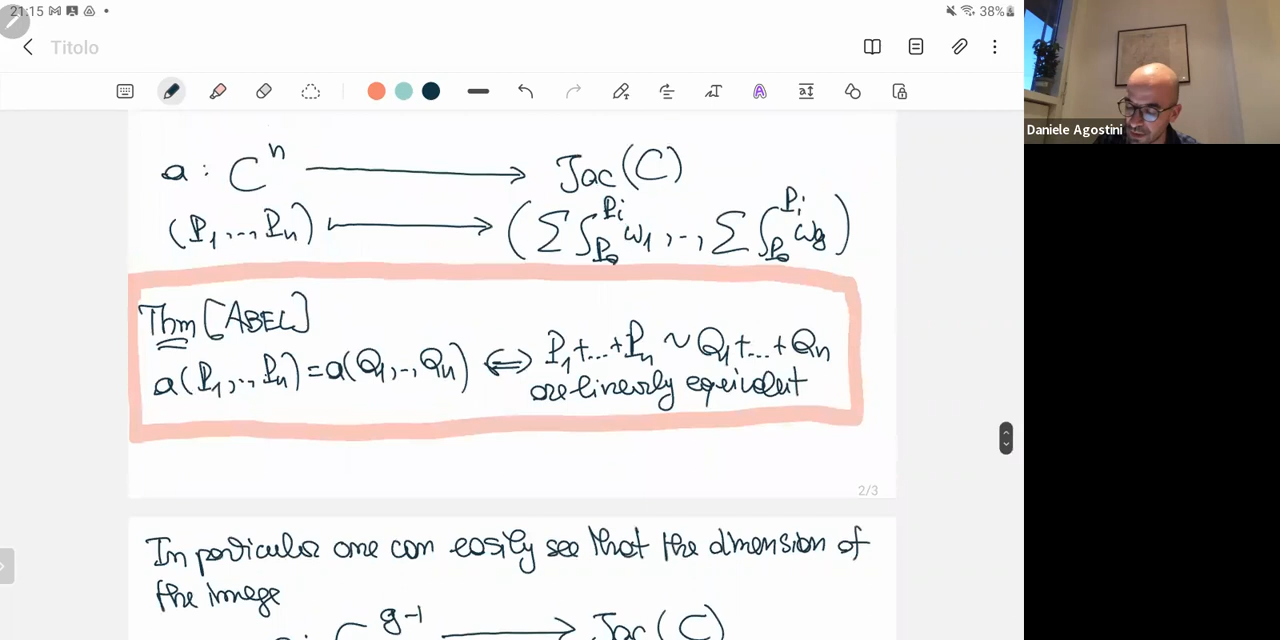 21:15
38%
Titolo
Daniele Agostini
a : C^n ⟶ Jac(C)
(P_1,...,P_n) ⟼ (∑∫_{P_0}^{P_i} ω_1,...,∑∫_{P_0}^{P_i} ω_g)
Thm [ABEL]
a(P_1,...,P_n) = a(Q_1,...,Q_n) ⟺ P_1+...+P_n ~ Q_1+...+Q_n
are linearly equivalent
2/3
In particular one can easily see that the dimension of
the image
a : C^{g-1} ⟶ Jac(C)